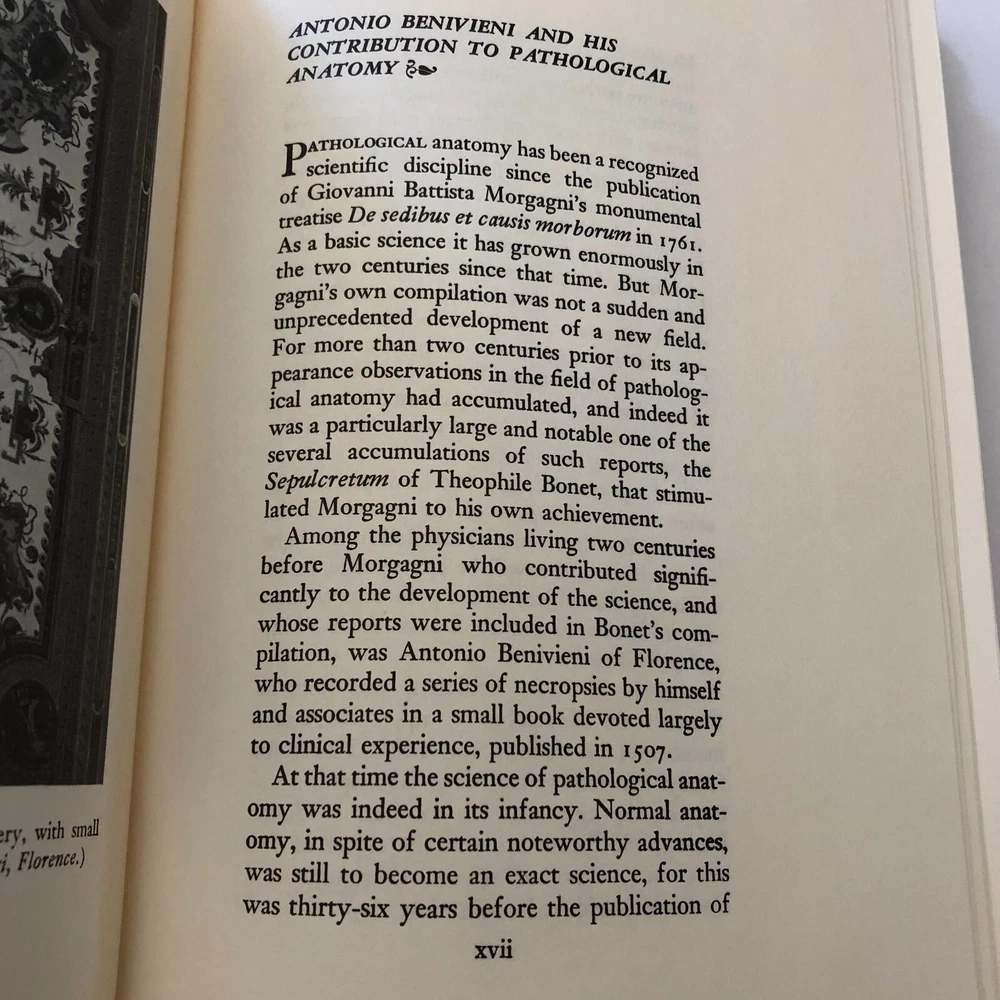 ANTONIO BENIVIENI AND HIS
CONTRIBUTION TO PATHOLOGICAL
ANATOMY
PATHOLOGICAL anatomy has been a recognized
scientific discipline since the publication
of Giovanni Battista Morgagni's monumental
treatise De sedibus et causis morborum in 1761.
As a basic science it has grown enormously in
the two centuries since that time. But Mor-
gagni's own compilation was not a sudden and
unprecedented development of a new field.
For more than two centuries prior to its ap-
pearance observations in the field of patholog-
ical anatomy had accumulated, and indeed it
was a particularly large and notable one of the
several accumulations of such reports, the
Sepulcretum of Theophile Bonet, that stimu-
lated Morgagni to his own achievement.
Among the physicians living two centuries
before Morgagni who contributed signifi-
cantly to the development of the science, and
whose reports were included in Bonet's com-
pilation, was Antonio Benivieni of Florence,
who recorded a series of necropsies by himself
and associates in a small book devoted largely
to clinical experience, published in 1507.
At that time the science of pathological anat-
omy was indeed in its infancy. Normal anat-
omy, in spite of certain noteworthy advances,
was still to become an exact science, for this
was thirty-six years before the publication of
xvii
ery, with small
i, Florence.)